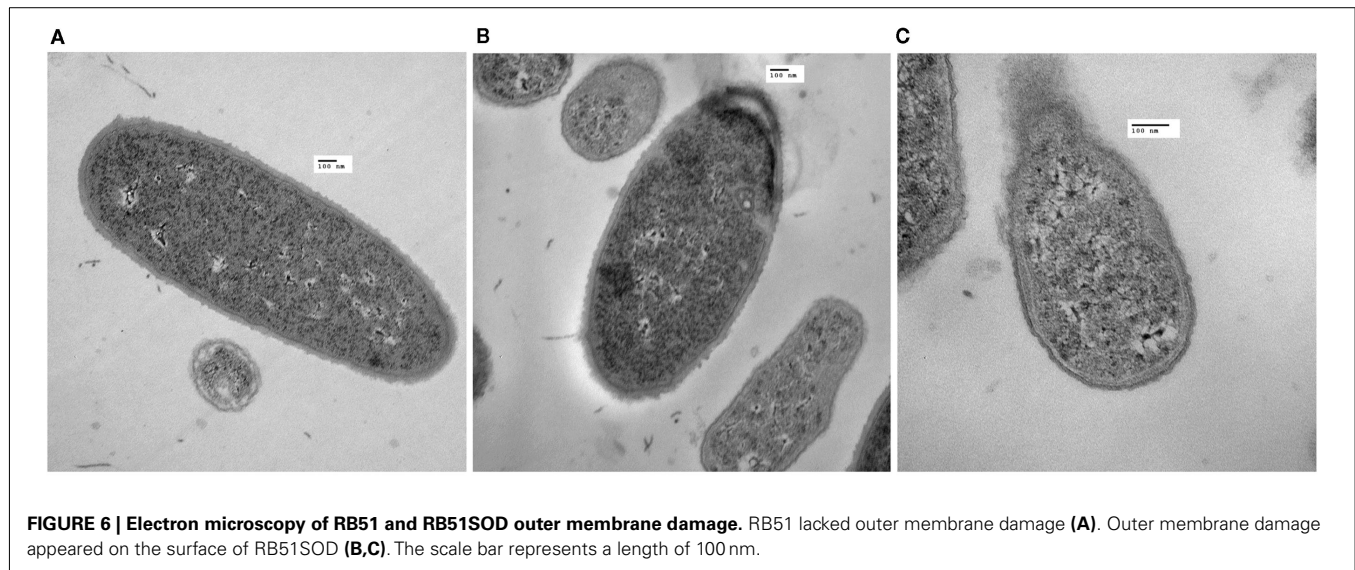 A
B
C
100 nm
100 nm
100 nm
FIGURE 6 | Electron microscopy of RB51 and RB51SOD outer membrane damage. RB51 lacked outer membrane damage (A). Outer membrane damage
appeared on the surface of RB51SOD (B,C). The scale bar represents a length of 100 nm.